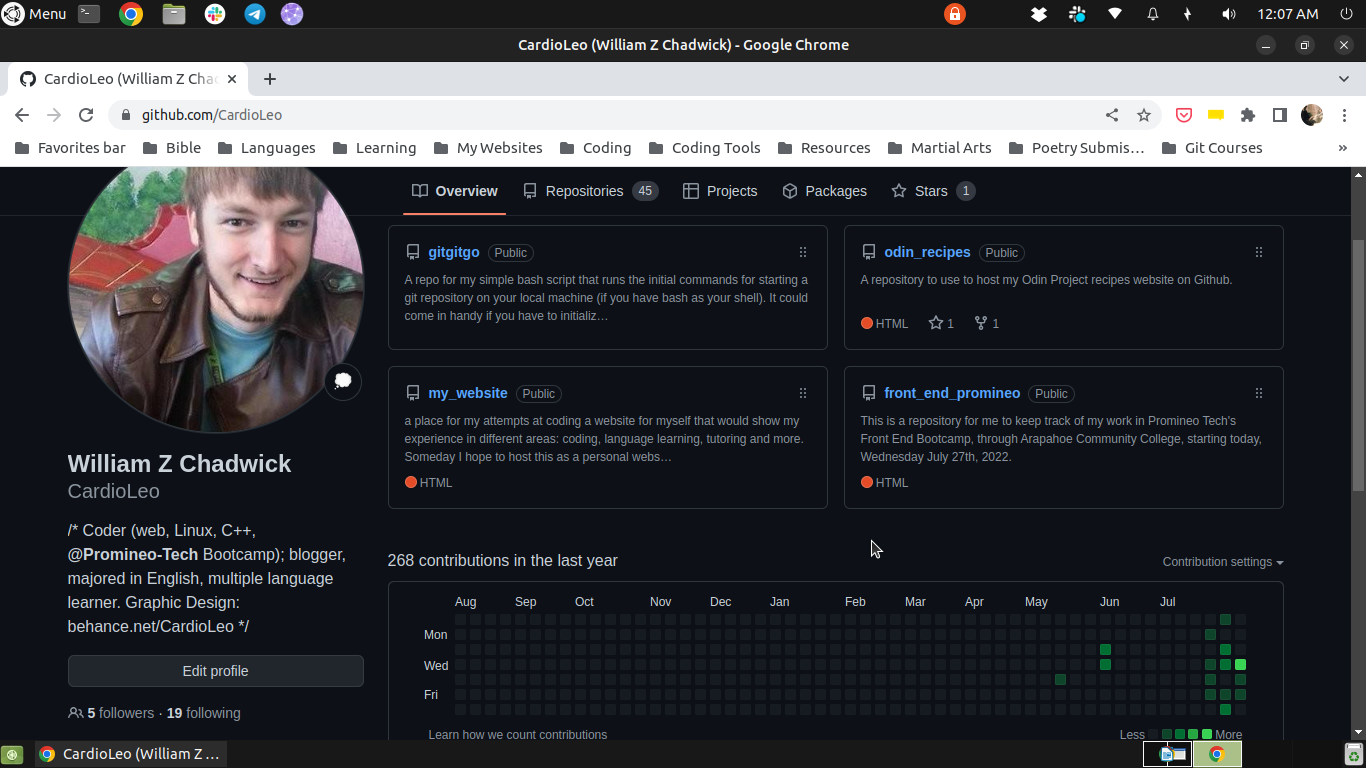 Menu
12:07 AM
CardioLeo (William Z Chadwick) - Google Chrome
CardioLeo (William Z Chad
github.com/CardioLeo
Favorites bar Bible Languages Learning My Websites Coding Coding Tools Resources Martial Arts Poetry Submis… Git Courses »
Overview Repositories 45 Projects Packages Stars 1
gitgitgo Public
A repo for my simple bash script that runs the initial commands for starting a
git repository on your local machine (if you have bash as your shell). It could
come in handy if you have to initializ…
odin_recipes Public
A repository to use to host my Odin Project recipes website on Github.
HTML 1 1
my_website Public
a place for my attempts at coding a website for myself that would show my
experience in different areas: coding, language learning, tutoring and more.
Someday I hope to host this as a personal webs…
HTML
front_end_promineo Public
This is a repository for me to keep track of my work in Promineo Tech's
Front End Bootcamp, through Arapahoe Community College, starting today,
Wednesday July 27th, 2022.
HTML
William Z Chadwick
CardioLeo
/* Coder (web, Linux, C++,
@Promineo-Tech Bootcamp); blogger,
majored in English, multiple language
learner. Graphic Design:
behance.net/CardioLeo */
Edit profile
5 followers · 19 following
268 contributions in the last year
Contribution settings
Aug Sep Oct Nov Dec Jan Feb Mar Apr May Jun Jul
Mon
Wed
Fri
Learn how we count contributions
Less More
CardioLeo (William Z …